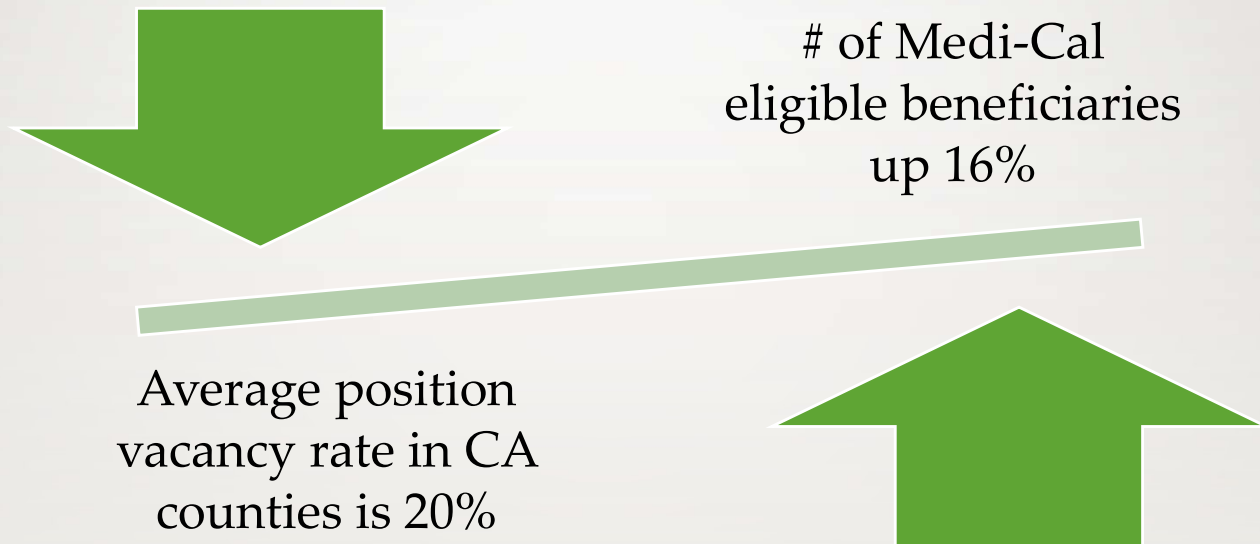 # of Medi-Cal
eligible beneficiaries
up 16%
Average position
vacancy rate in CA
counties is 20%